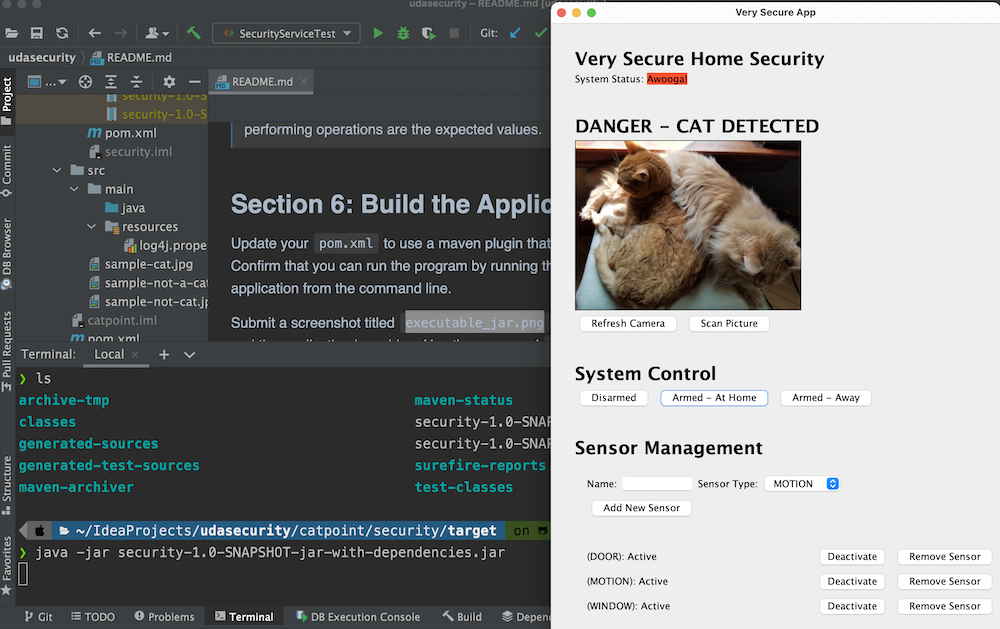 udasecurity – README.md [u
SecurityServiceTest
Git:
udasecurity
README.md
Project
...
README.md
security-1.0-S
security-1.0-S
pom.xml
security.iml
src
main
java
resources
log4j.prope
sample-cat.jpg
sample-not-a-cat
sample-not-cat.jp
catpoint.iml
pom.xml
Commit
DB Browser
Pull Requests
Structure
Favorites
performing operations are the expected values.
Section 6: Build the Applic
Update your pom.xml to use a maven plugin that
Confirm that you can run the program by running th
application from the command line.
Submit a screenshot titled executable_jar.png
Terminal:
Local
❯ ls
archive-tmp maven-status
classes security-1.0-SNAP
generated-sources security-1.0-SNAP
generated-test-sources surefire-reports
maven-archiver test-classes
~/IdeaProjects/udasecurity/catpoint/security/target on
❯ java -jar security-1.0-SNAPSHOT-jar-with-dependencies.jar
Git
TODO
Problems
Terminal
DB Execution Console
Build
Depen
Very Secure App
Very Secure Home Security
System Status: Awooga!
DANGER - CAT DETECTED
Refresh Camera
Scan Picture
System Control
Disarmed
Armed - At Home
Armed - Away
Sensor Management
Name:
Sensor Type: MOTION
Add New Sensor
(DOOR): Active Deactivate Remove Sensor
(MOTION): Active Deactivate Remove Sensor
(WINDOW): Active Deactivate Remove Sensor